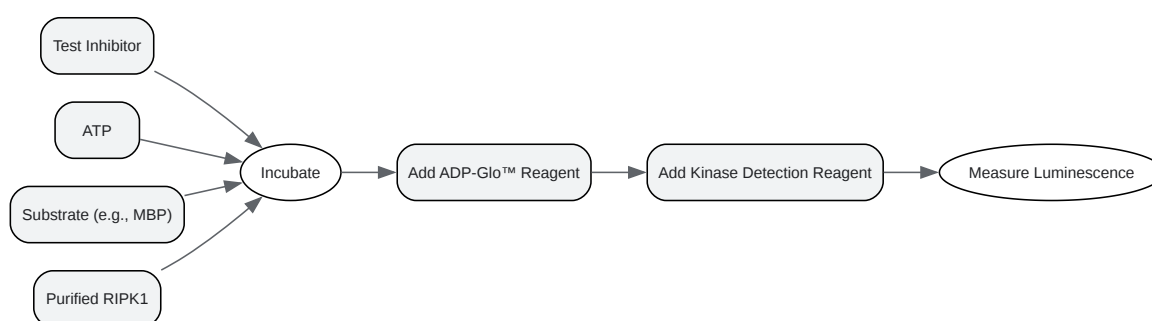 Test Inhibitor
ATP
Substrate (e.g., MBP)
Purified RIPK1
Incubate
Add ADP-Glo™ Reagent
Add Kinase Detection Reagent
Measure Luminescence